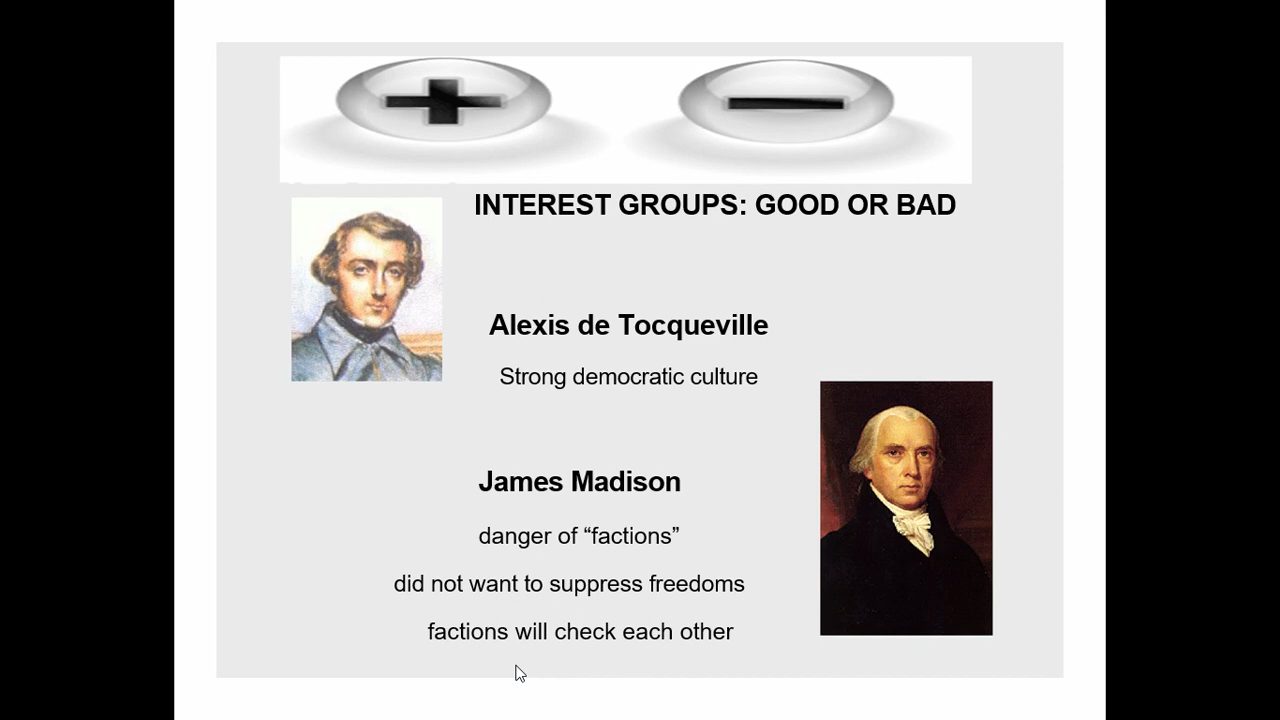 INTEREST GROUPS: GOOD OR BAD
Alexis de Tocqueville
Strong democratic culture
James Madison
danger of “factions”
did not want to suppress freedoms
factions will check each other